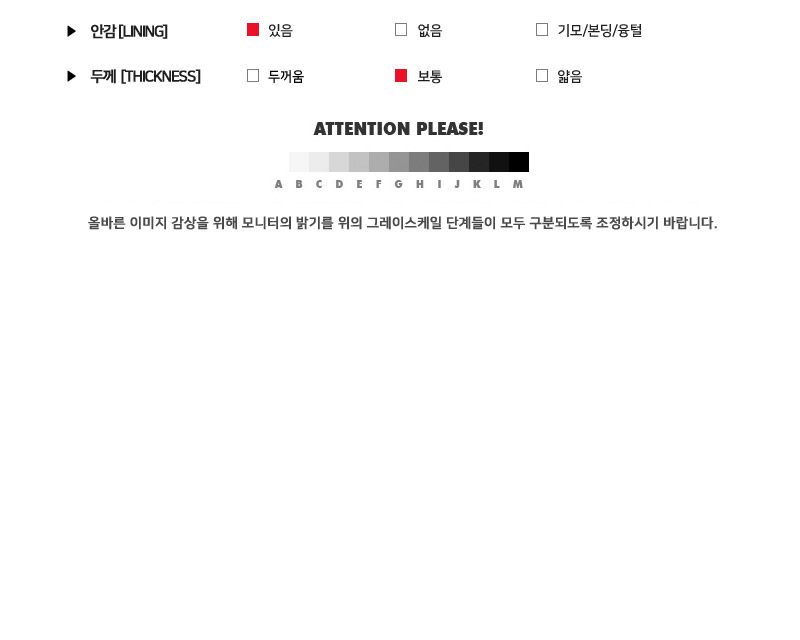 ▶ 안감 [LINING] ■ 있음 □ 없음 □ 기모/본딩/융털
▶ 두께 [THICKNESS] □ 두꺼움 ■ 보통 □ 얇음
ATTENTION PLEASE!
A B C D E F G H I J K L M
올바른 이미지 감상을 위해 모니터의 밝기를 위의 그레이스케일 단계들이 모두 구분되도록 조정하시기 바랍니다.